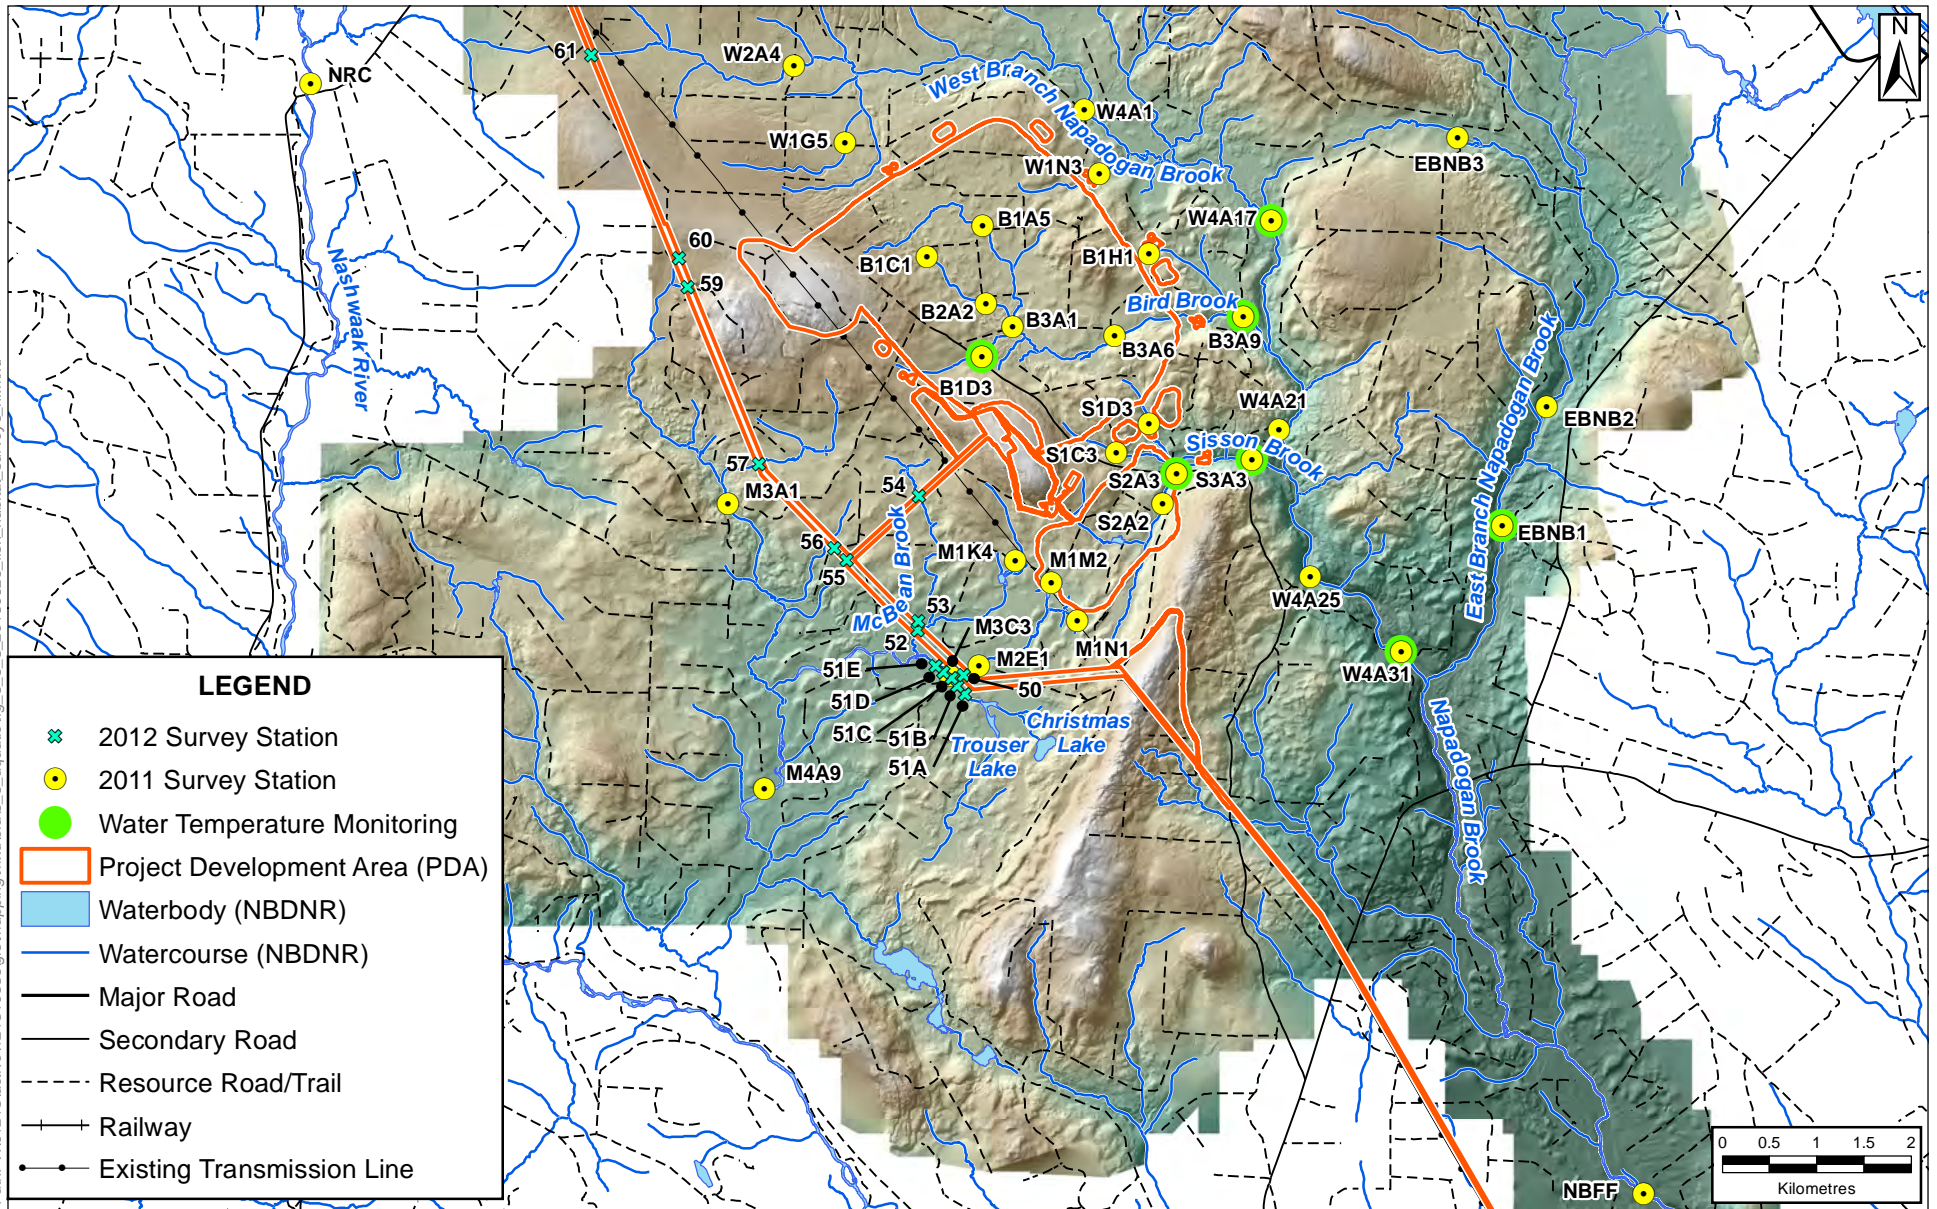 61
NRC
W2A4
West Branch Napadogan Brook
W4A1
N
W1G5
W1N3
EBNB3
W4A17
B1A5
60
B1C1
B1H1
Nashwaak River
59
Bird Brook
B2A2
B3A1
B3A6
B3A9
B1D3
S1D3
W4A21
EBNB2
East Branch Napadogan Brook
Sisson Brook
57
S1C3
M3A1
54
S2A3
S3A3
S2A2
EBNB1
56
M1K4
M1M2
55
McBean Brook
W4A25
53
52
M3C3
M1N1
M2E1
W4A31
51E
50
51D
51C
51B
51A
Christmas
Lake
Trouser
Lake
Napadogan Brook
M4A9
NBFF
LEGEND
2012 Survey Station
2011 Survey Station
Water Temperature Monitoring
Project Development Area (PDA)
Waterbody (NBDNR)
Watercourse (NBDNR)
Major Road
Secondary Road
Resource Road/Trail
Railway
Existing Transmission Line
0 0.5 1 1.5 2
Kilometres